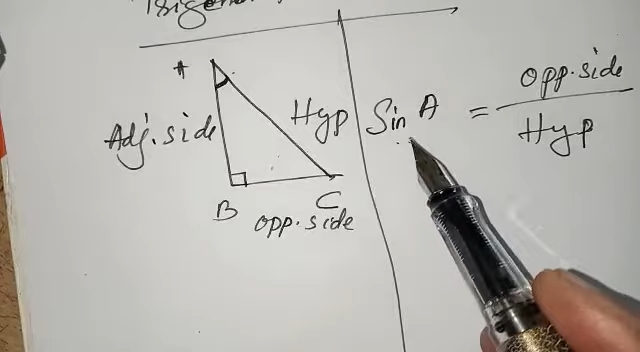 A
Adj. side
Hyp
B
C
opp. side
Sin A = opp. side / Hyp